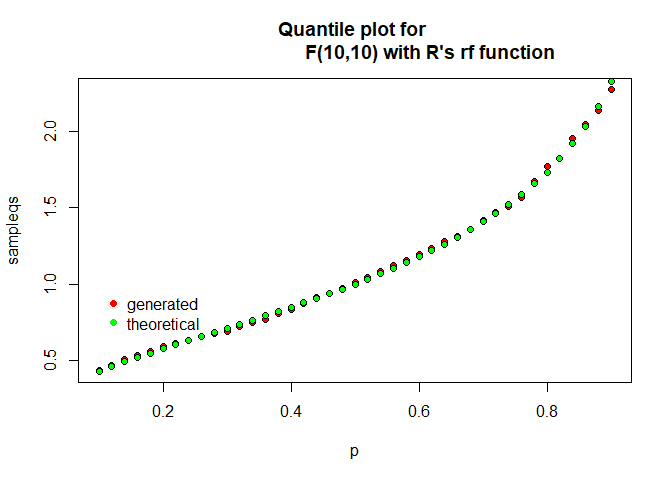 Quantile plot for
F(10,10) with R's rf function
sampleqs
2.0
1.5
1.0
0.5
generated
theoretical
0.2 0.4 0.6 0.8
p